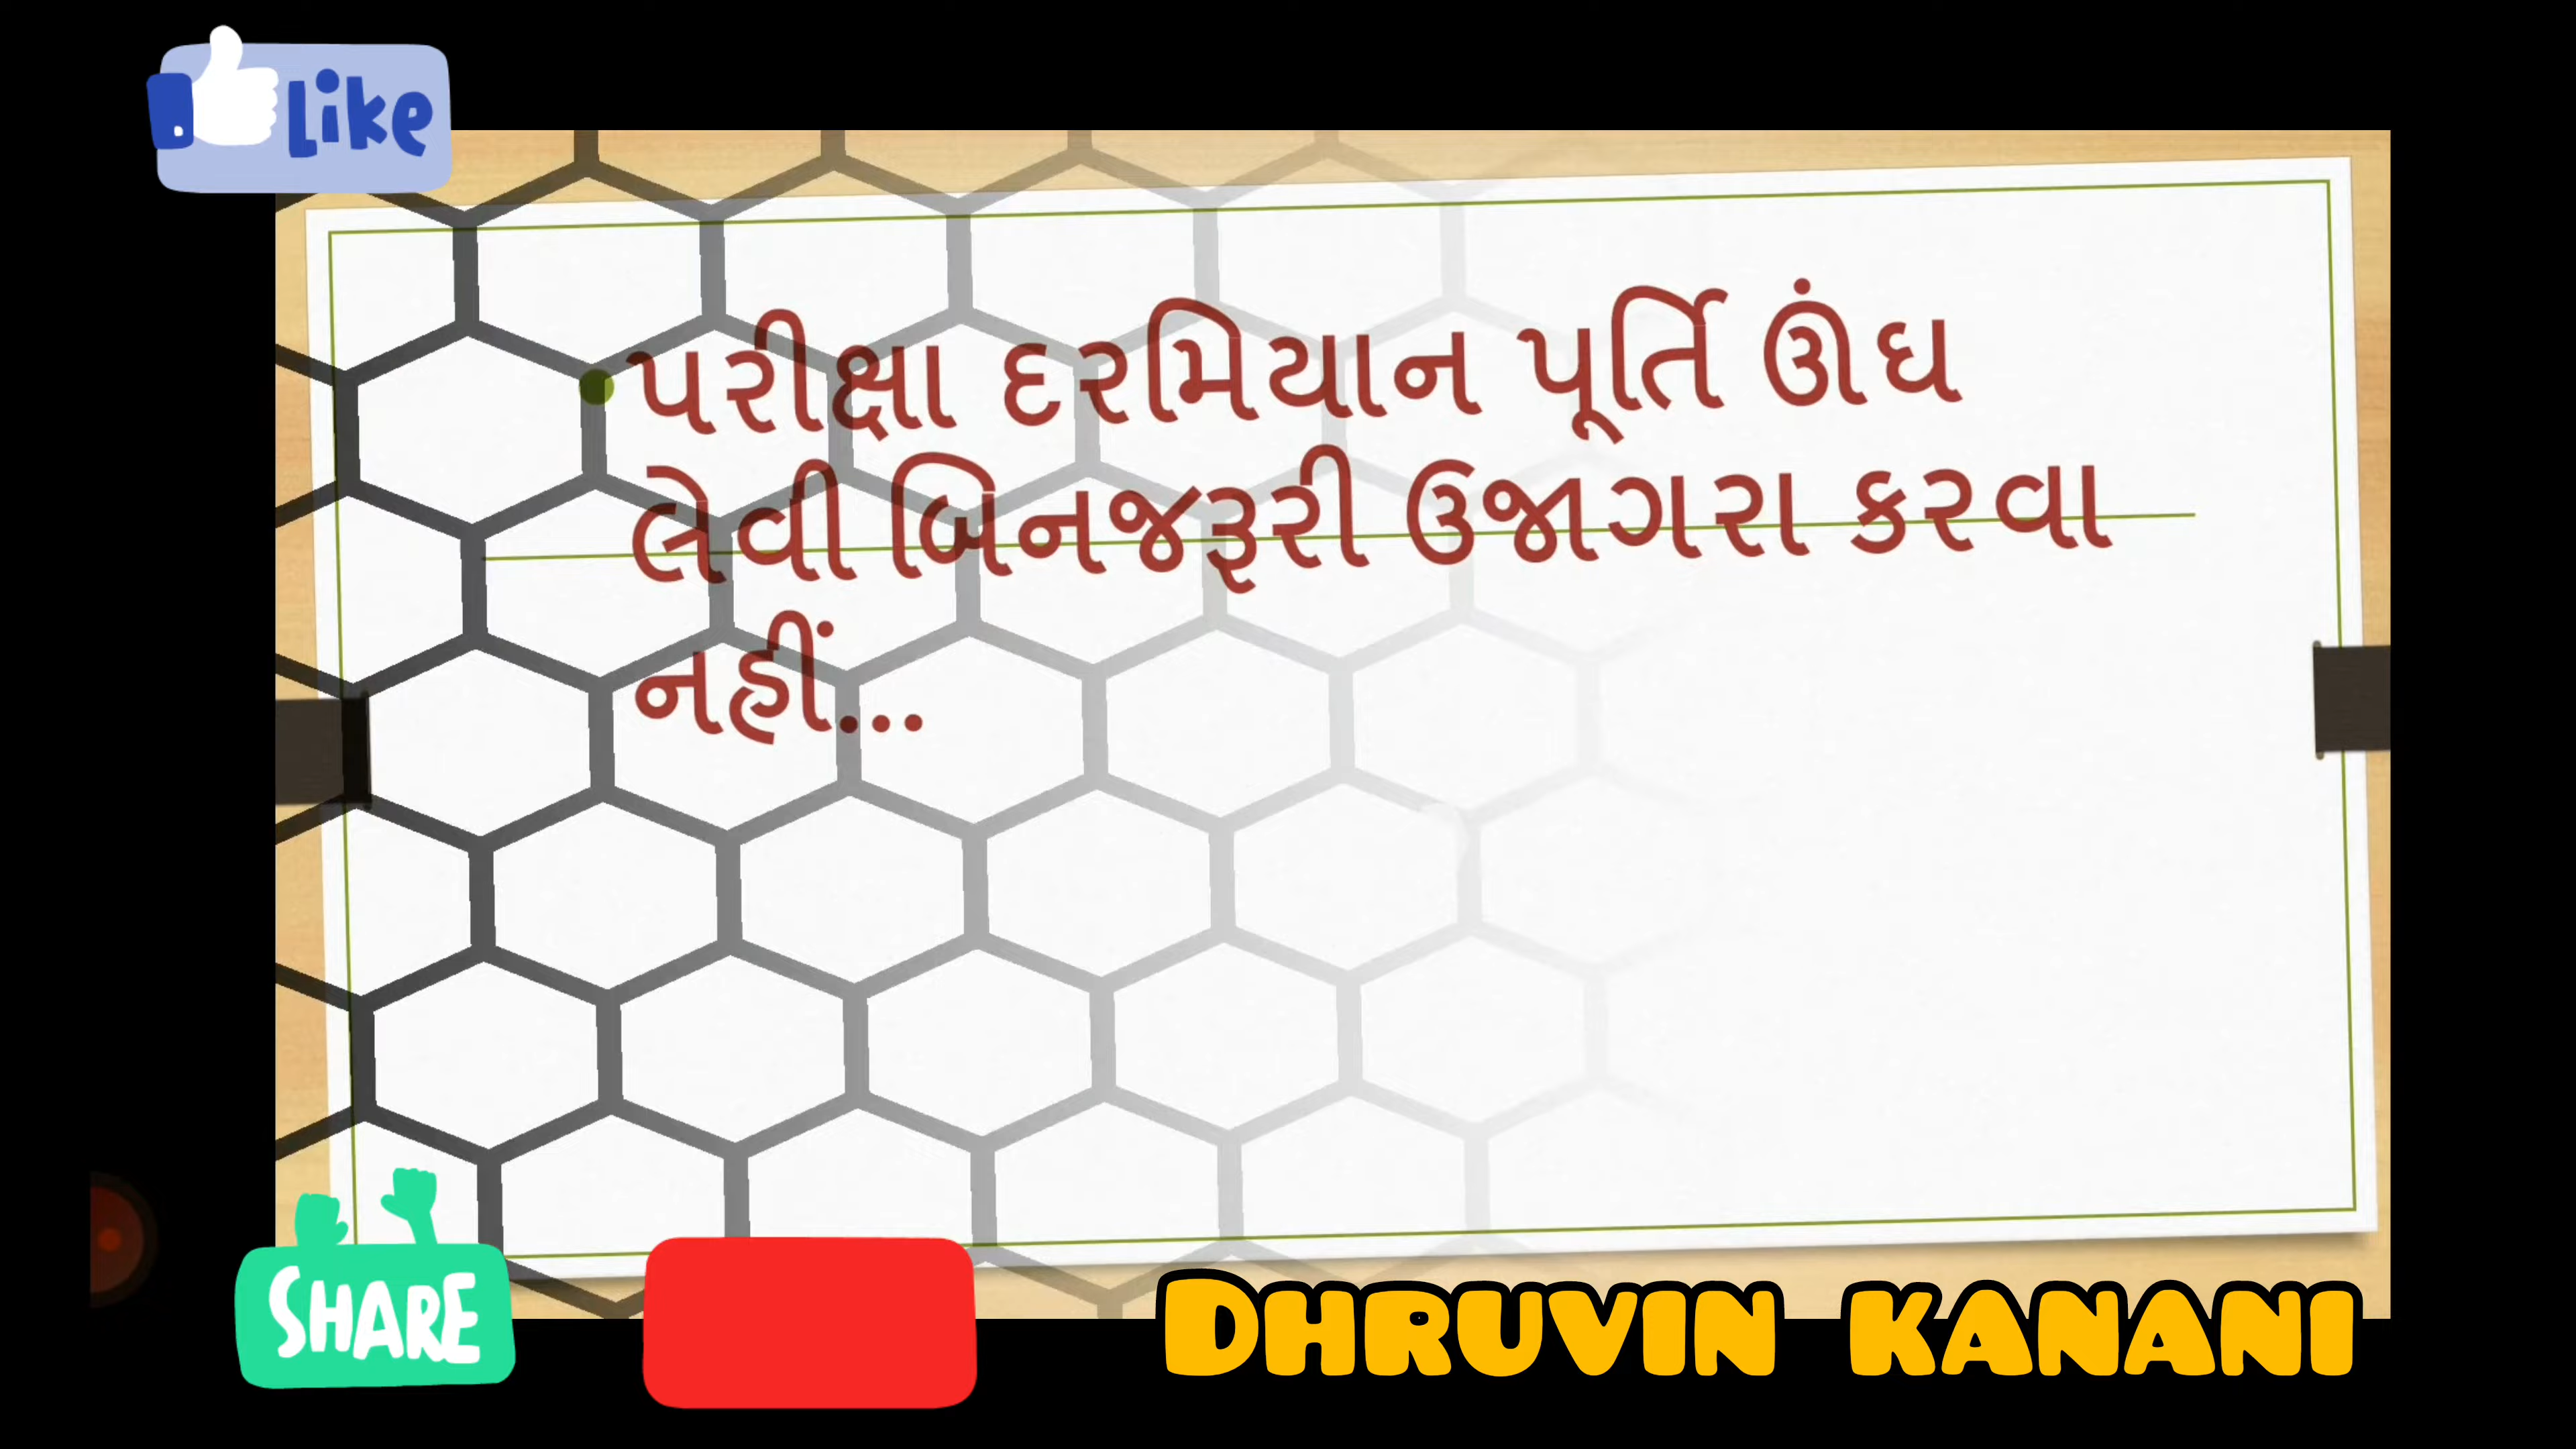 Like
પરીક્ષા દરમિયાન પૂર્તિ ઊંઘ
લેવી બિનજરૂરી ઉજાગરા કરવા
નહીં...
SHARE
DHRUVIN KANANI